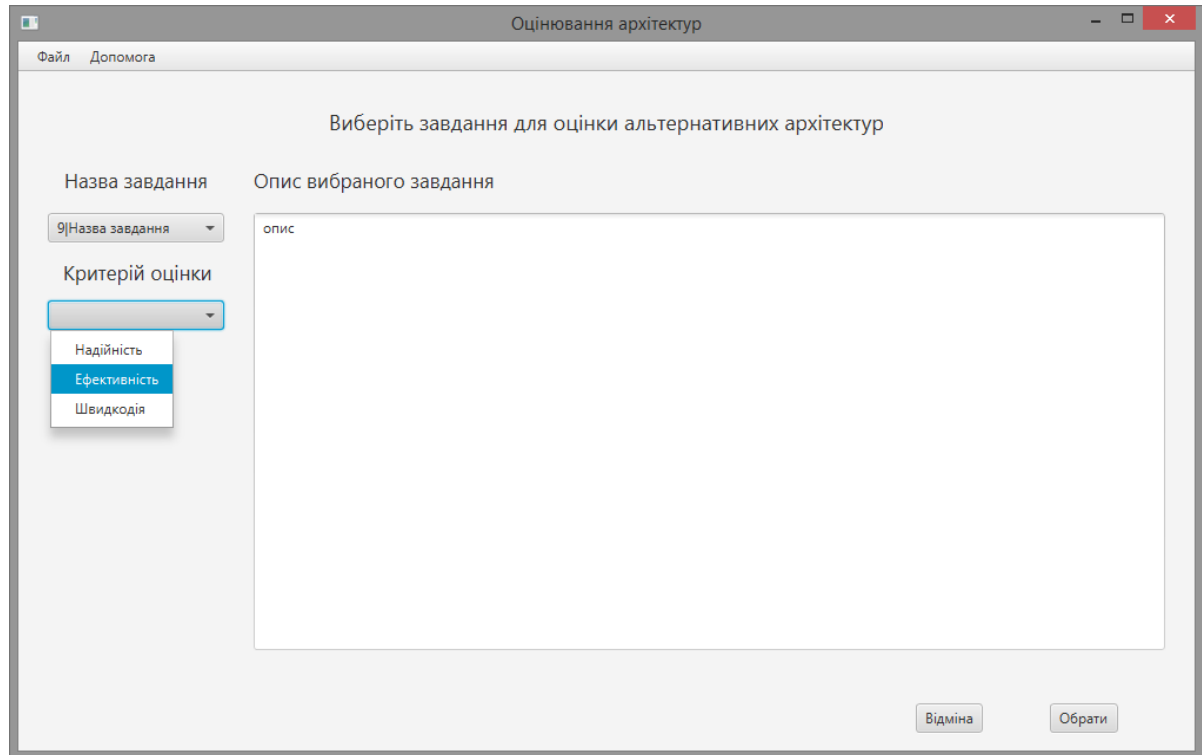 Оцінювання архітектур
Файл Допомога
Виберіть завдання для оцінки альтернативних архітектур
Назва завдання Опис вибраного завдання
9|Назва завдання опис
Критерій оцінки
Надійність
Ефективність
Швидкодія
Відміна Обрати